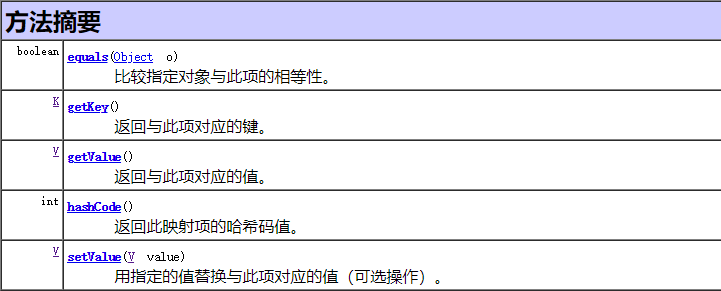 方法摘要
boolean equals(Object o)
比较指定对象与此项的相等性。
K getKey()
返回与此项对应的键。
V getValue()
返回与此项对应的值。
int hashCode()
返回此映射项的哈希码值。
V setValue(V value)
用指定的值替换与此项对应的值（可选操作）。